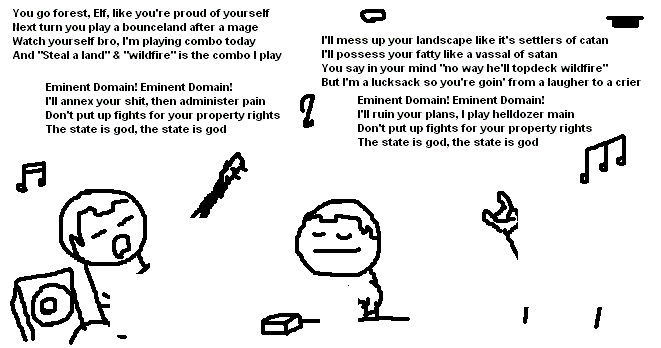 You go forest, Elf, like you're proud of yourself
Next turn you play a bounceland after a mage
Watch yourself bro, I'm playing combo today
And "Steal a land" & "wildfire" is the combo I play
Eminent Domain! Eminent Domain!
I'll annex your shit, then administer pain
Don't put up fights for your property rights
The state is god, the state is god
I'll mess up your landscape like it's settlers of catan
I'll possess your fatty like a vassal of satan
You say in your mind "no way he'll topdeck wildfire"
But I'm a lucksack so you're goin' from a laugher to a crier
Eminent Domain! Eminent Domain!
I'll ruin your plans, I play helldozer main
Don't put up fights for your property rights
The state is god, the state is god